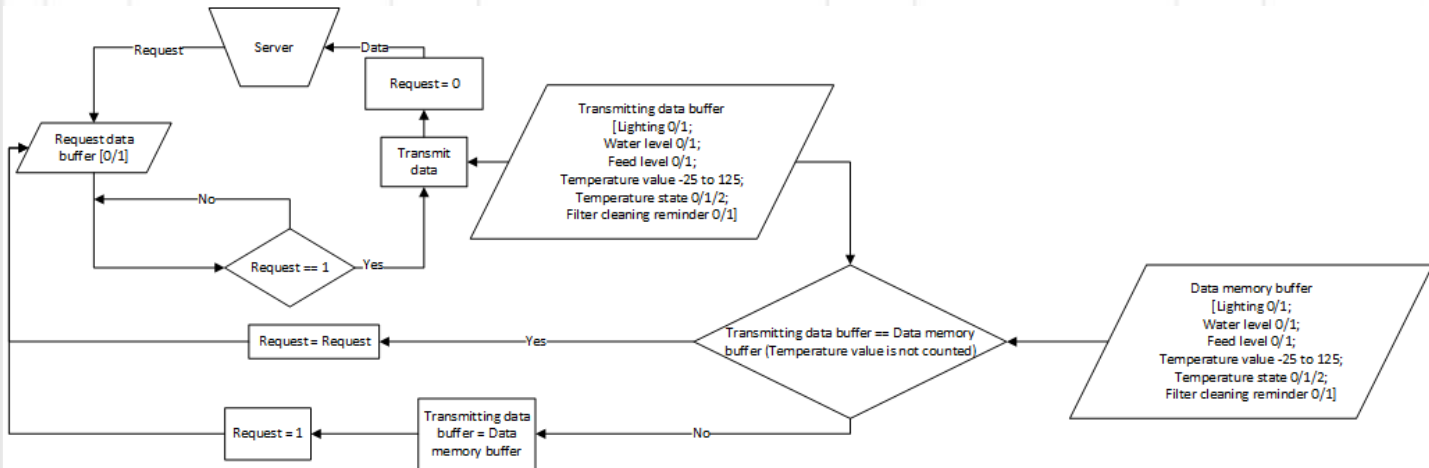 Request
Server
Data
Request = 0
Request data
buffer [0/1]
Transmit
data
Transmitting data buffer
[Lighting 0/1;
Water level 0/1;
Feed level 0/1;
Temperature value -25 to 125;
Temperature state 0/1/2;
Filter cleaning reminder 0/1]
No
Request == 1
Yes
Data memory buffer
[Lighting 0/1;
Water level 0/1;
Feed level 0/1;
Temperature value -25 to 125;
Temperature state 0/1/2;
Filter cleaning reminder 0/1]
Transmitting data buffer == Data memory
buffer (Temperature value is not counted)
Yes
Request = Request
No
Transmitting data
buffer = Data
memory buffer
Request = 1